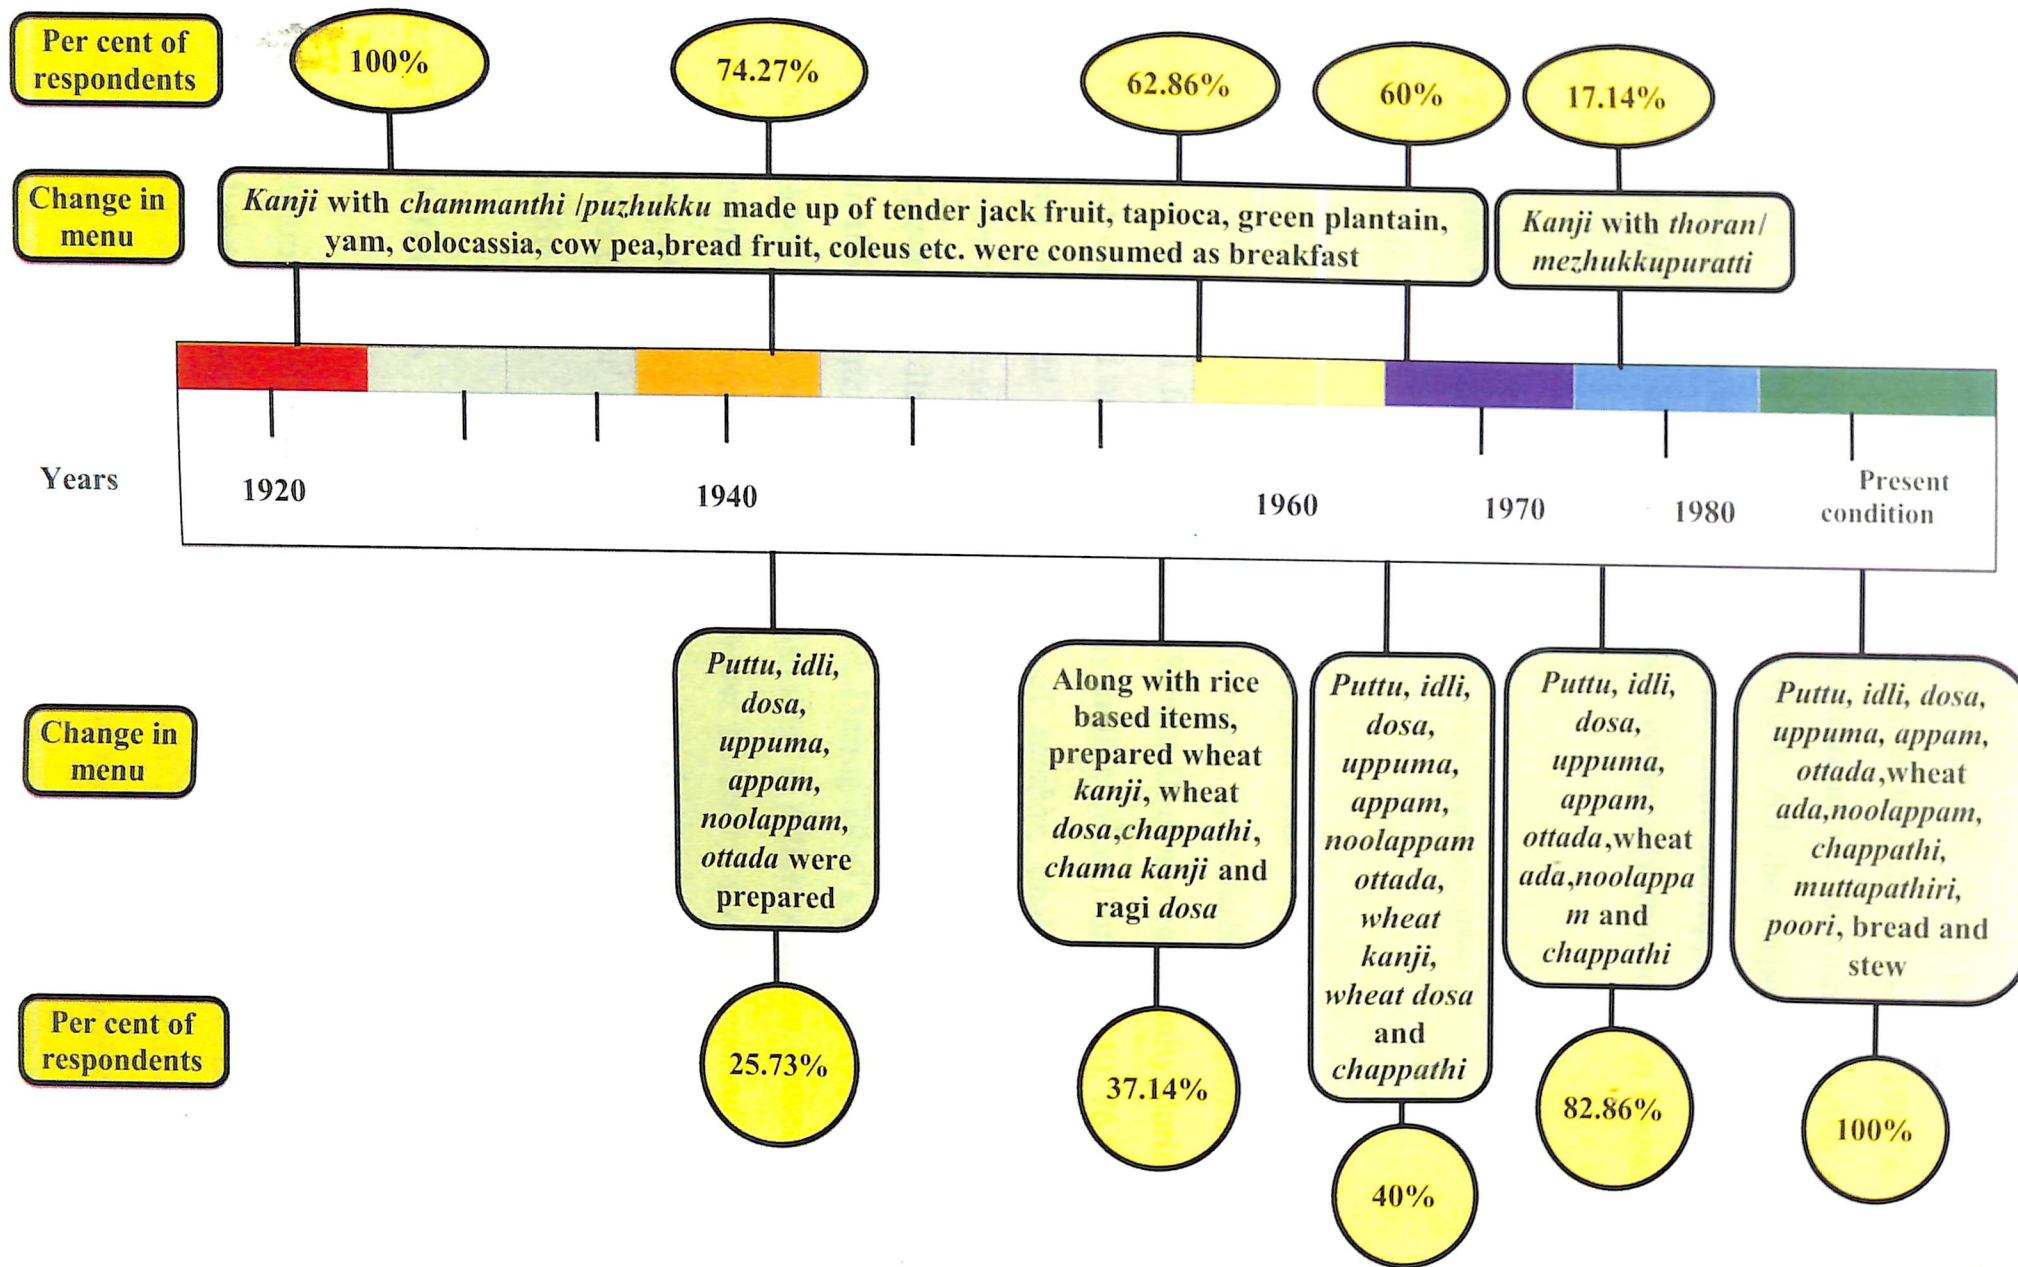 Per cent of
respondents
100%
74.27%
62.86%
60%
17.14%
Change in
menu
Kanji with chammanthi /puzhukku made up of tender jack fruit, tapioca, green plantain,
yam, colocassia, cow pea,bread fruit, coleus etc. were consumed as breakfast
Kanji with thoran/
mezhukkupuratti
Years
1920
1940
1960
1970
1980
Present
condition
Change in
menu
Puttu, idli,
dosa,
uppuma,
appam,
noolappam,
ottada were
prepared
Along with rice
based items,
prepared wheat
kanji, wheat
dosa,chappathi,
chama kanji and
ragi dosa
Puttu, idli,
dosa,
uppuma,
appam,
noolappam
ottada,
wheat
kanji,
wheat dosa
and
chappathi
Puttu, idli,
dosa,
uppuma,
appam,
ottada,wheat
ada,noolappa
m and
chappathi
Puttu, idli, dosa,
uppuma, appam,
ottada,wheat
ada,noolappam,
chappathi,
muttapathiri,
poori, bread and
stew
Per cent of
respondents
25.73%
37.14%
40%
82.86%
100%